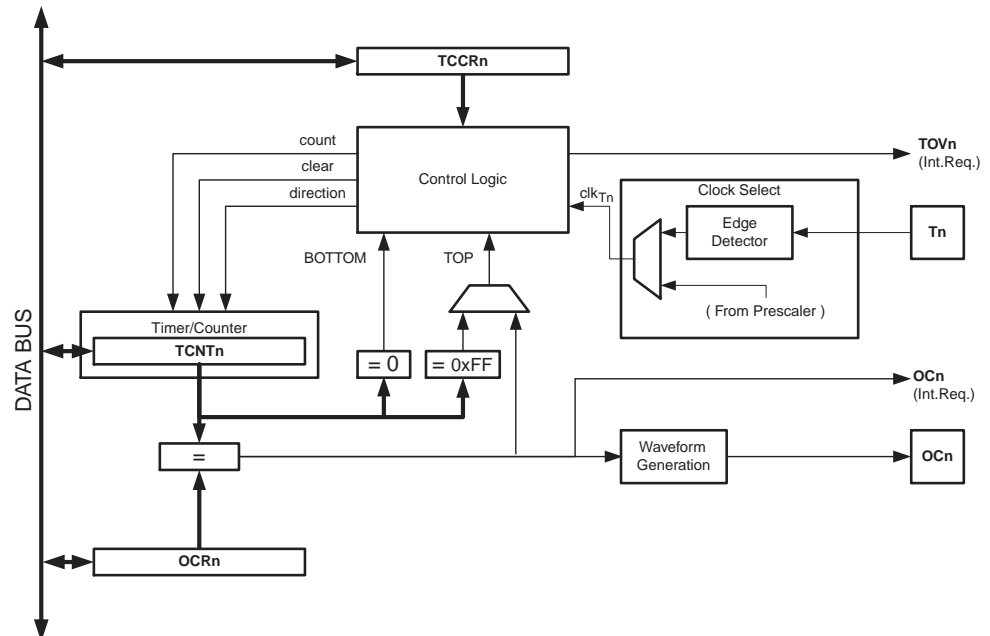 TCCRn
count
clear
direction
Control Logic
TOVn
(Int.Req.)
Clock Select
clkTn
Edge
Detector
Tn
( From Prescaler )
BOTTOM
TOP
Timer/Counter
TCNTn
= 0
= 0xFF
DATA BUS
OCn
(Int.Req.)
=
Waveform
Generation
OCn
OCRn